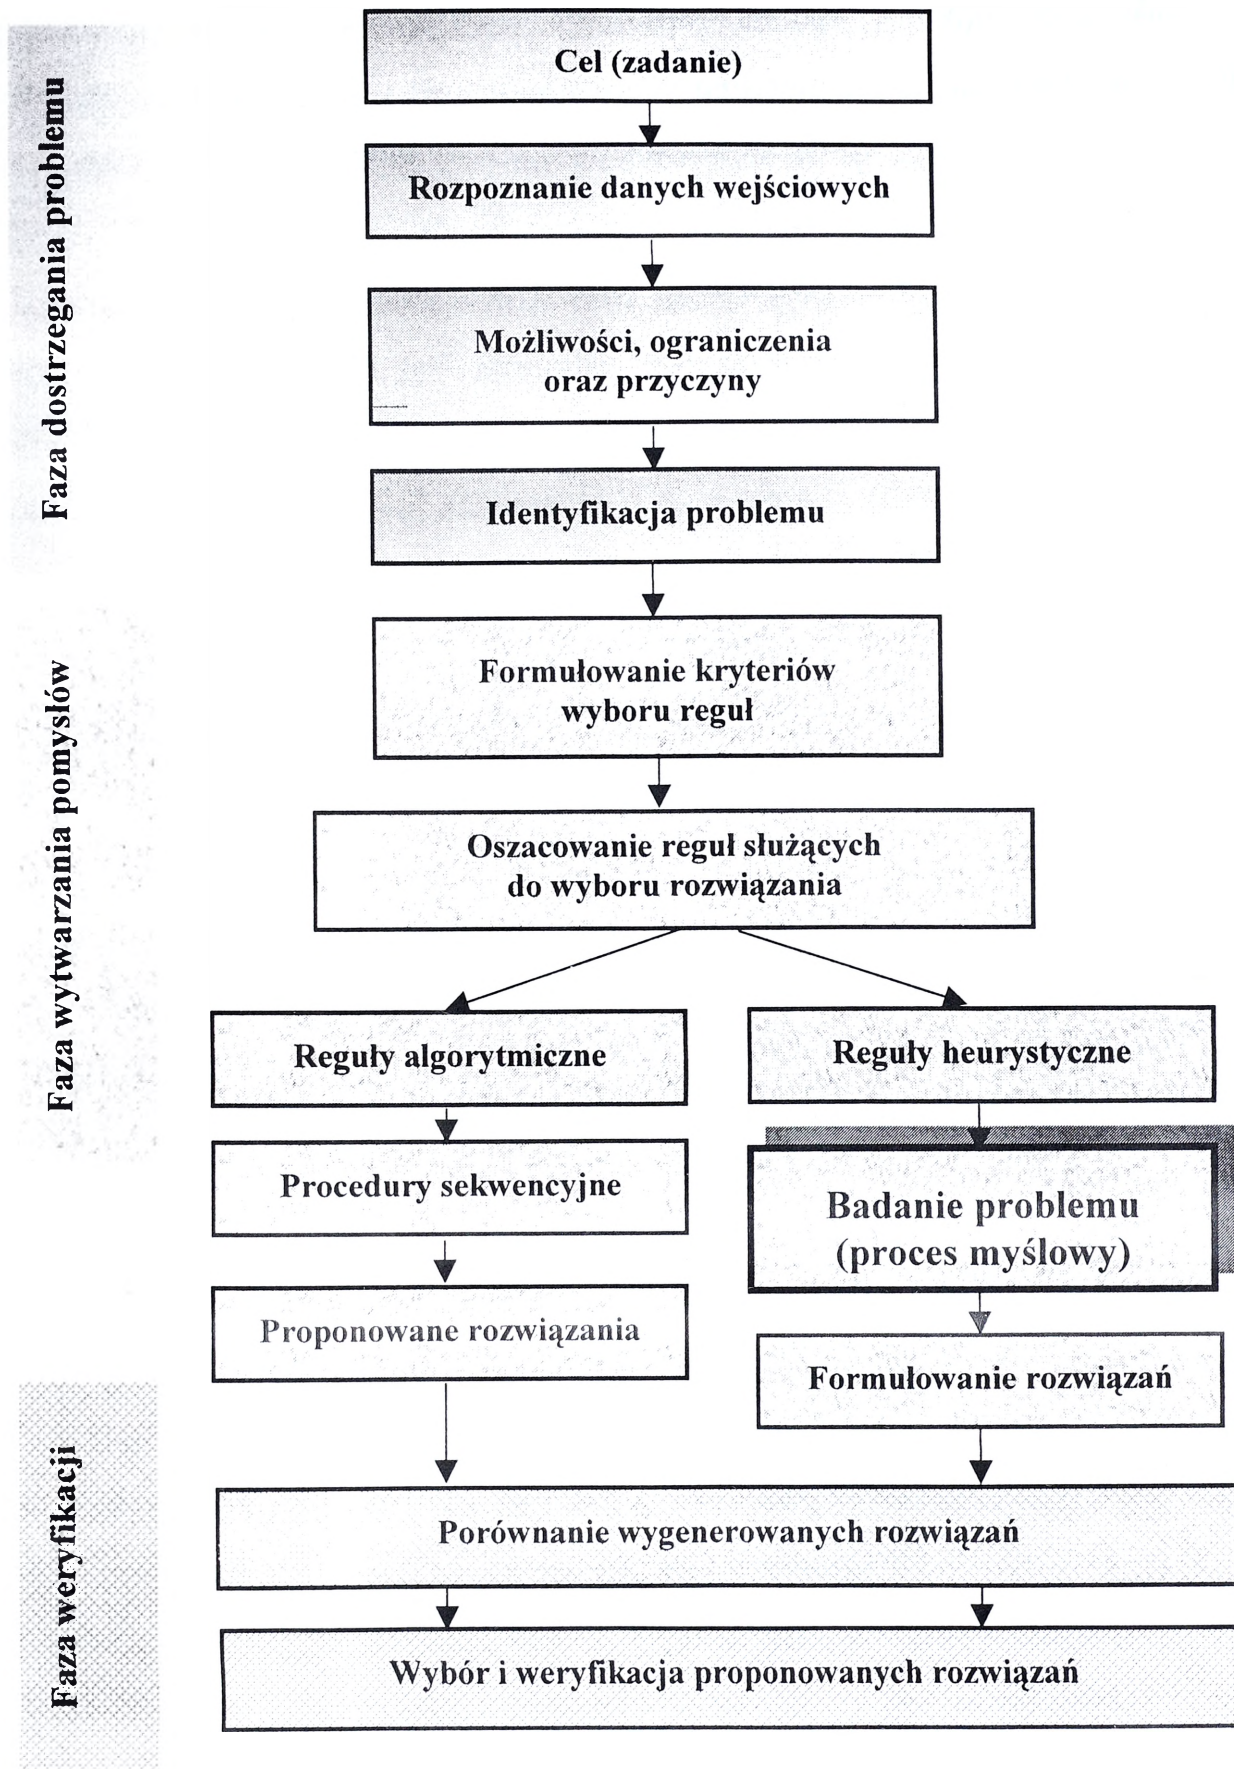 Faza dostrzegania problemu
Cel (zadanie)
Rozpoznanie danych wejściowych
Możliwości, ograniczenia
oraz przyczyny
Identyfikacja problemu
Faza wytwarzania pomysłów
Formułowanie kryteriów
wyboru reguł
Oszacowanie reguł służących
do wyboru rozwiązania
Reguły algorytmiczne
Reguły heurystyczne
Procedury sekwencyjne
Badanie problemu
(proces myślowy)
Proponowane rozwiązania
Formułowanie rozwiązań
Faza weryfikacji
Porównanie wygenerowanych rozwiązań
Wybór i weryfikacja proponowanych rozwiązań